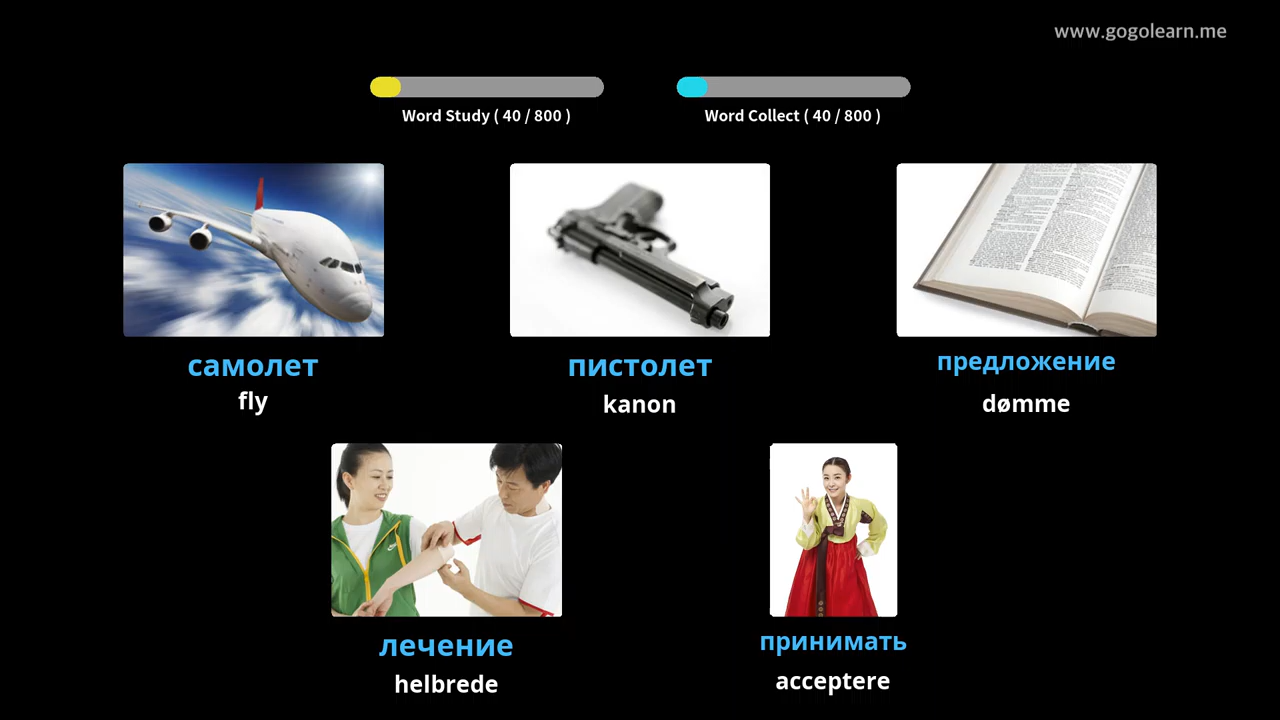 www.gogolearn.me
Word Study ( 40 / 800 )
Word Collect ( 40 / 800 )
самолет
fly
пистолет
kanon
предложение
dømme
лечение
helbrede
принимать
acceptere